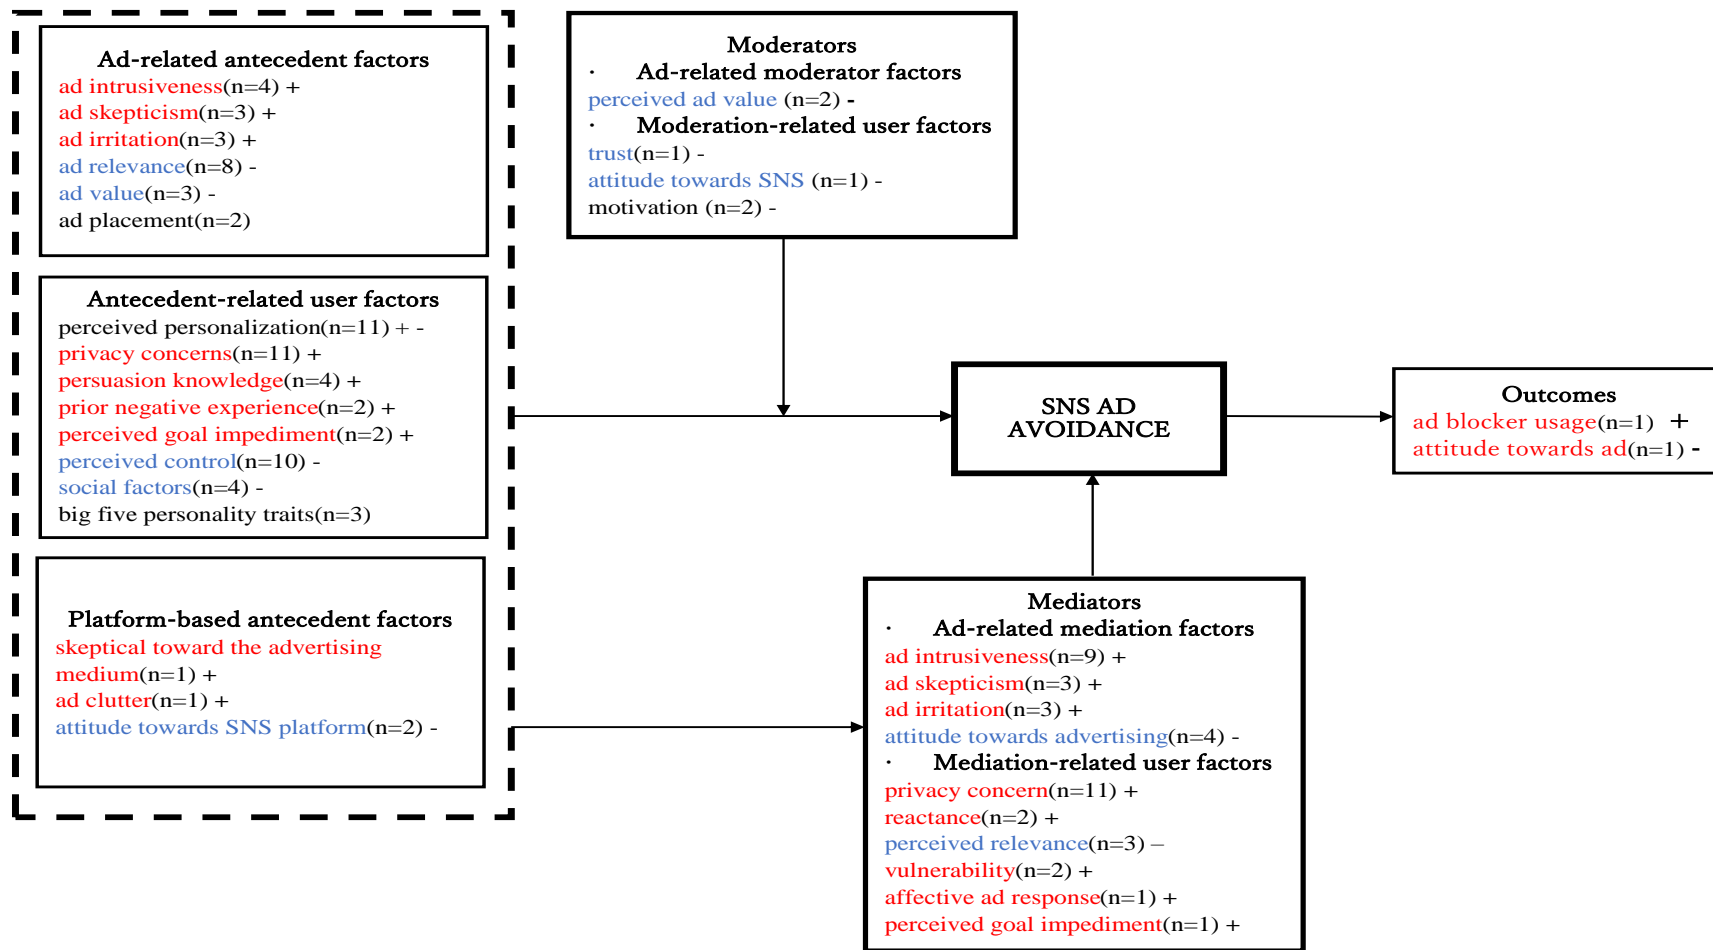 Ad-related antecedent factors
ad intrusiveness(n=4) +
ad skepticism(n=3) +
ad irritation(n=3) +
ad relevance(n=8) -
ad value(n=3) -
ad placement(n=2)
Antecedent-related user factors
perceived personalization(n=11) + -
privacy concerns(n=11) +
persuasion knowledge(n=4) +
prior negative experience(n=2) +
perceived goal impediment(n=2) +
perceived control(n=10) -
social factors(n=4) -
big five personality traits(n=3)
Platform-based antecedent factors
skeptical toward the advertising
medium(n=1) +
ad clutter(n=1) +
attitude towards SNS platform(n=2) -
Moderators
· Ad-related moderator factors
perceived ad value (n=2) -
· Moderation-related user factors
trust(n=1) -
attitude towards SNS (n=1) -
motivation (n=2) -
SNS AD
AVOIDANCE
Outcomes
ad blocker usage(n=1) +
attitude towards ad(n=1) -
Mediators
· Ad-related mediation factors
ad intrusiveness(n=9) +
ad skepticism(n=3) +
ad irritation(n=3) +
attitude towards advertising(n=4) -
· Mediation-related user factors
privacy concern(n=11) +
reactance(n=2) +
perceived relevance(n=3) –
vulnerability(n=2) +
affective ad response(n=1) +
perceived goal impediment(n=1) +